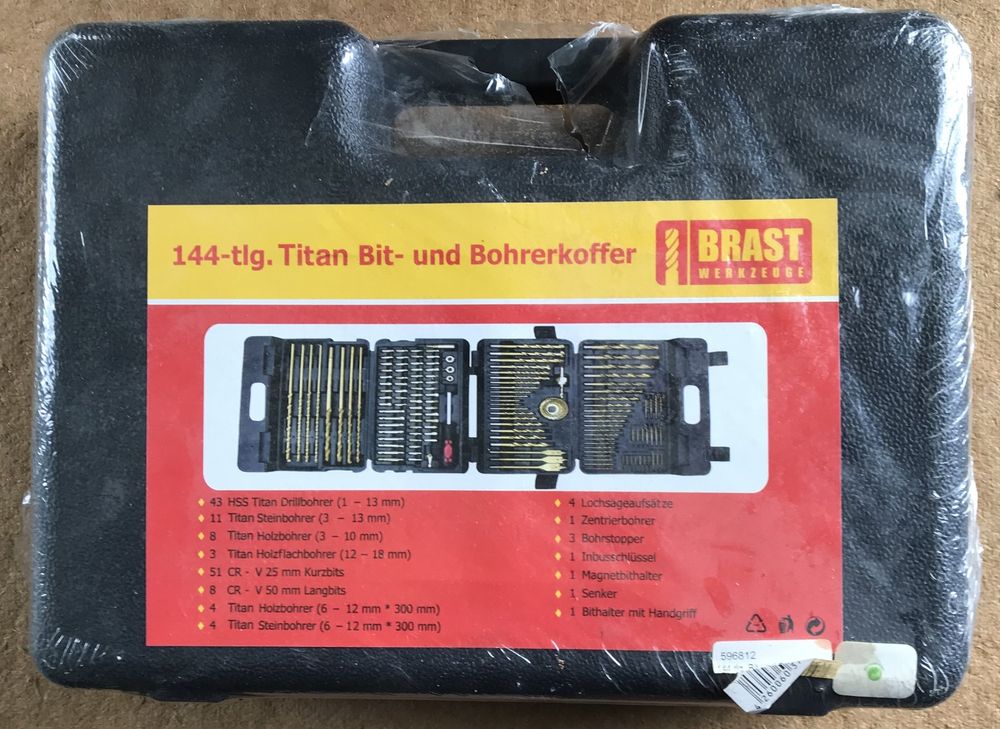 144-tlg. Titan Bit- und Bohrerkoffer
BRAST
WERKZEUGE
43 HSS Titan Drillbohrer (1 – 13 mm)
11 Titan Steinbohrer (3 – 13 mm)
8 Titan Holzbohrer (3 – 10 mm)
3 Titan Holzflachbohrer (12 – 18 mm)
51 CR - V 25 mm Kurzbits
8 CR - V 50 mm Langbits
4 Titan Holzbohrer (6 – 12 mm * 300 mm)
4 Titan Steinbohrer (6 – 12 mm * 300 mm)
4 Lochsägeaufsätze
1 Zentrierbohrer
3 Bohrstopper
1 Inbusschlüssel
1 Magnetbithalter
1 Senker
1 Bithalter mit Handgriff
596812